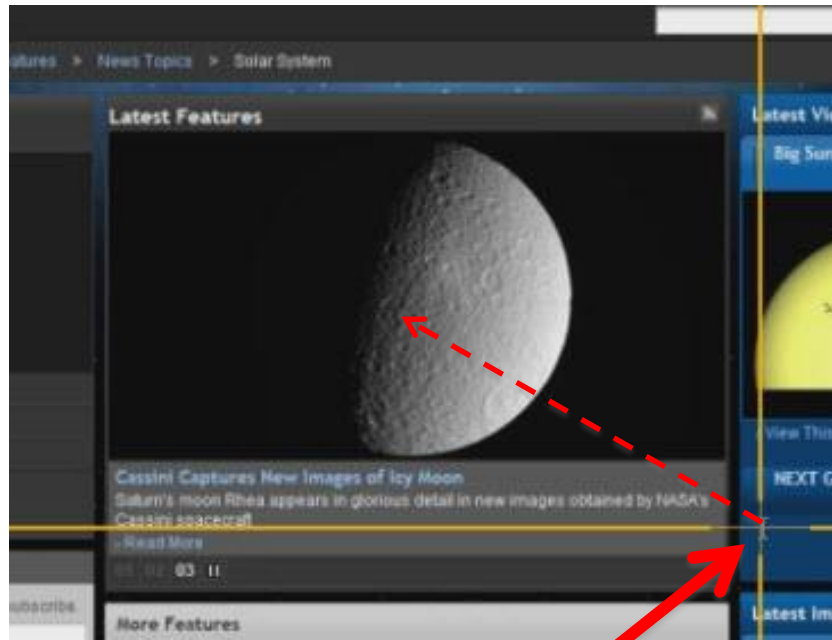 atures > News Topics > Solar System
Latest Features
Latest Vi
Big Sun
Cassini Captures New Images of Icy Moon
Saturn's moon Rhea appears in glorious detail in new images obtained by NASA's
Cassini spacecraft
Read More
03
View This
NEXT G
ubscribe
More Features
Latest Im